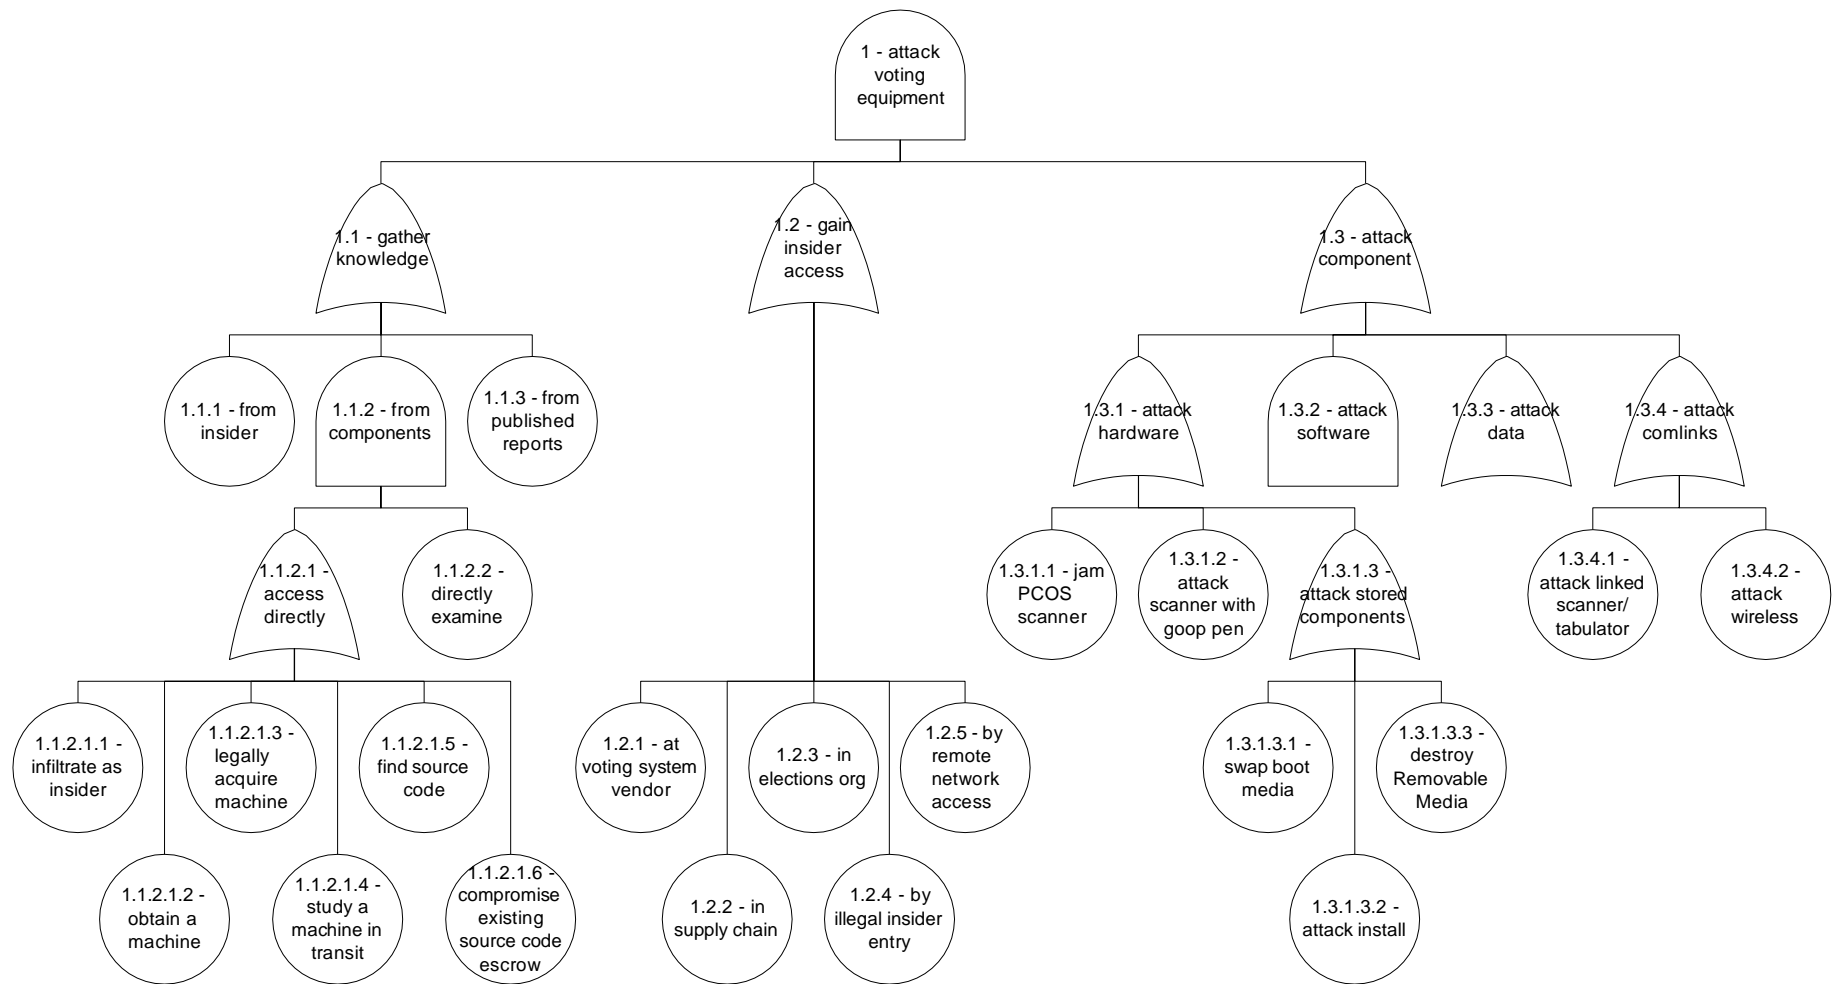 1 - attack
voting
equipment
1.1 - gather
knowledge
1.2 - gain
insider
access
1.3 - attack
component
1.1.1 - from
insider
1.1.2 - from
components
1.1.3 - from
published
reports
1.3.1 - attack
hardware
1.3.2 - attack
software
1.3.3 - attack
data
1.3.4 - attack
comlinks
1.1.2.1 -
access
directly
1.1.2.2 -
directly
examine
1.3.1.1 - jam
PCOS
scanner
1.3.1.2 -
attack
scanner with
goop pen
1.3.1.3 -
attack stored
components
1.3.4.1 -
attack linked
scanner/
tabulator
1.3.4.2 -
attack
wireless
1.1.2.1.1 -
infiltrate as
insider
1.1.2.1.3 -
legally
acquire
machine
1.1.2.1.5 -
find source
code
1.2.1 - at
voting system
vendor
1.2.3 - in
elections org
1.2.5 - by
remote
network
access
1.3.1.3.1 -
swap boot
media
1.3.1.3.3 -
destroy
Removable
Media
1.1.2.1.2 -
obtain a
machine
1.1.2.1.4 -
study a
machine in
transit
1.1.2.1.6 -
compromise
existing
source code
escrow
1.2.2 - in
supply chain
1.2.4 - by
illegal insider
entry
1.3.1.3.2 -
attack install